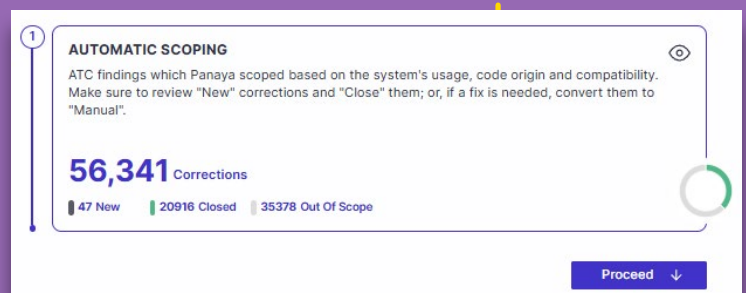 1
AUTOMATIC SCOPING
ATC findings which Panaya scoped based on the system's usage, code origin and compatibility.
Make sure to review "New" corrections and "Close" them; or, if a fix is needed, convert them to
"Manual".
56,341 Corrections
47 New 20916 Closed 35378 Out Of Scope
Proceed ↓